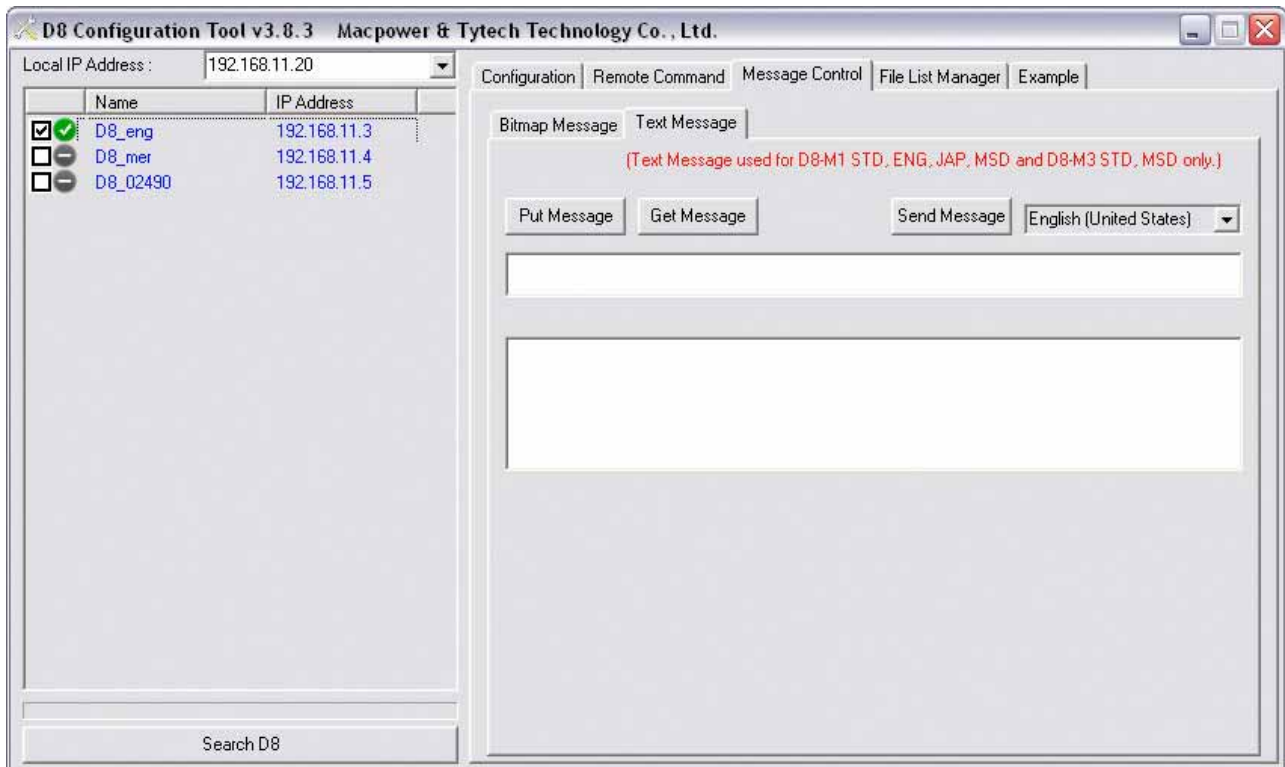 D8 Configuration Tool v3.8.3 Macpower & Tytech Technology Co., Ltd.
Local IP Address : 192.168.11.20
Name IP Address
D8_eng 192.168.11.3
D8_mer 192.168.11.4
D8_02490 192.168.11.5
Search D8
Configuration Remote Command Message Control File List Manager Example
Bitmap Message Text Message
(Text Message used for D8-M1 STD, ENG, JAP, MSD and D8-M3 STD, MSD only.)
Put Message Get Message Send Message English (United States)